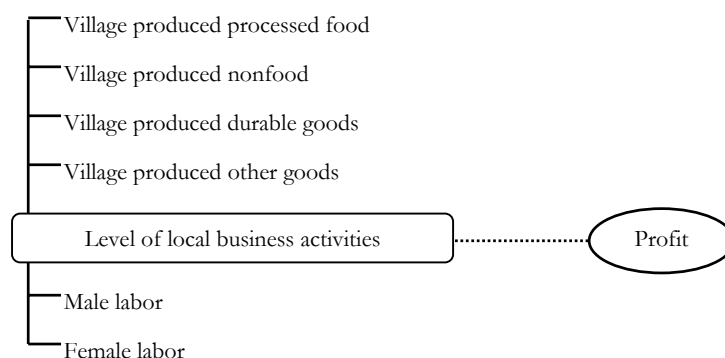 Village produced processed food
Village produced nonfood
Village produced durable goods
Village produced other goods
Level of local business activities
Profit
Male labor
Female labor